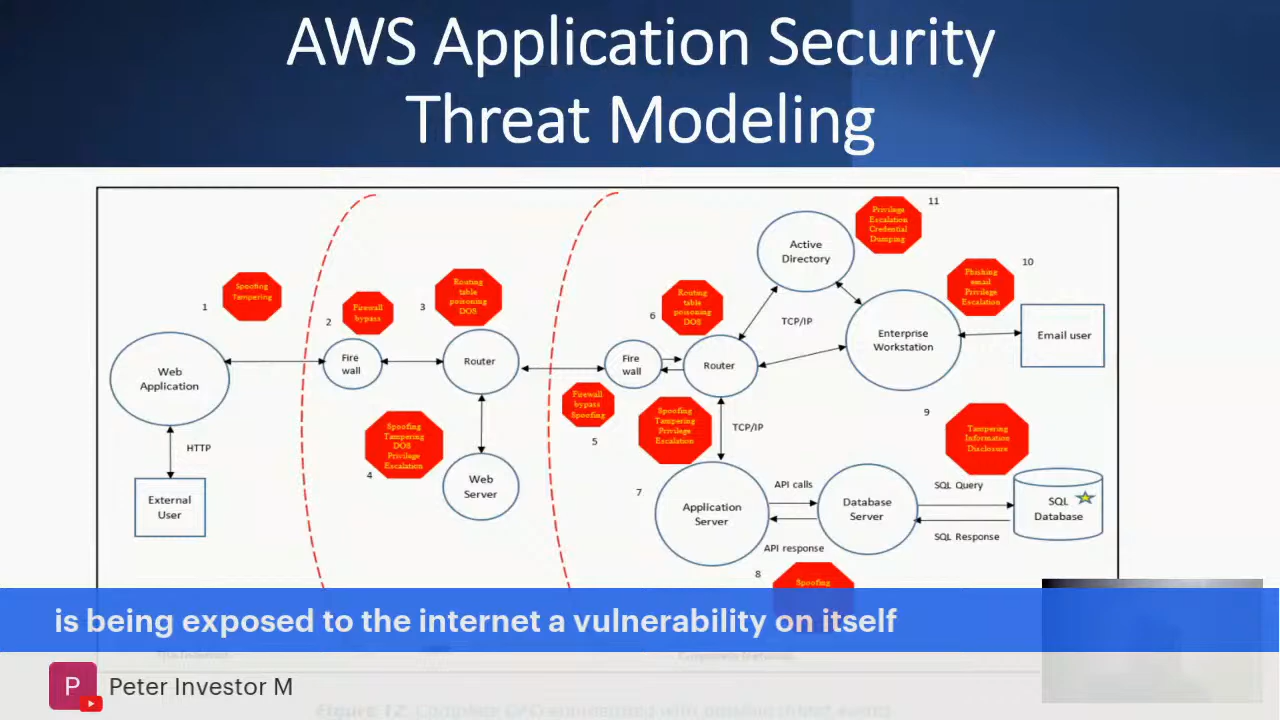 AWS Application Security
Threat Modeling
11
Privilege
Escalation
Credential
Dumping
Active
Directory
10
Phishing
email
Privilege
Escalation
1
Spoofing
Tampering
2
Firewall
bypass
3
Routing
table
poisoning
DOS
6
Routing
table
poisoning
DOS
TCP/IP
Enterprise
Workstation
Email user
Web
Application
Fire
wall
Router
Fire
wall
Router
HTTP
Spoofing
Tampering
DOS
Privilege
Escalation
4
Firewall
bypass
Spoofing
5
Spoofing
Tampering
Privilege
Escalation
TCP/IP
9
Tampering
Information
Disclosure
External
User
Web
Server
7
Application
Server
API calls
API response
Database
Server
SQL Query
SQL Response
SQL
Database
8
Spoofing
is being exposed to the internet a vulnerability on itself
P
Peter Investor M